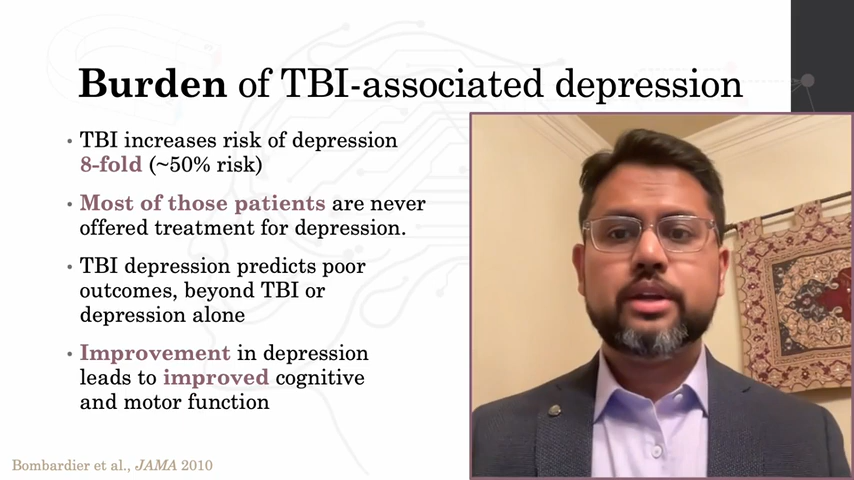 Burden of TBI-associated depression
• TBI increases risk of depression
8-fold (~50% risk)
• Most of those patients are never
offered treatment for depression.
• TBI depression predicts poor
outcomes, beyond TBI or
depression alone
• Improvement in depression
leads to improved cognitive
and motor function
Bombardier et al., JAMA 2010